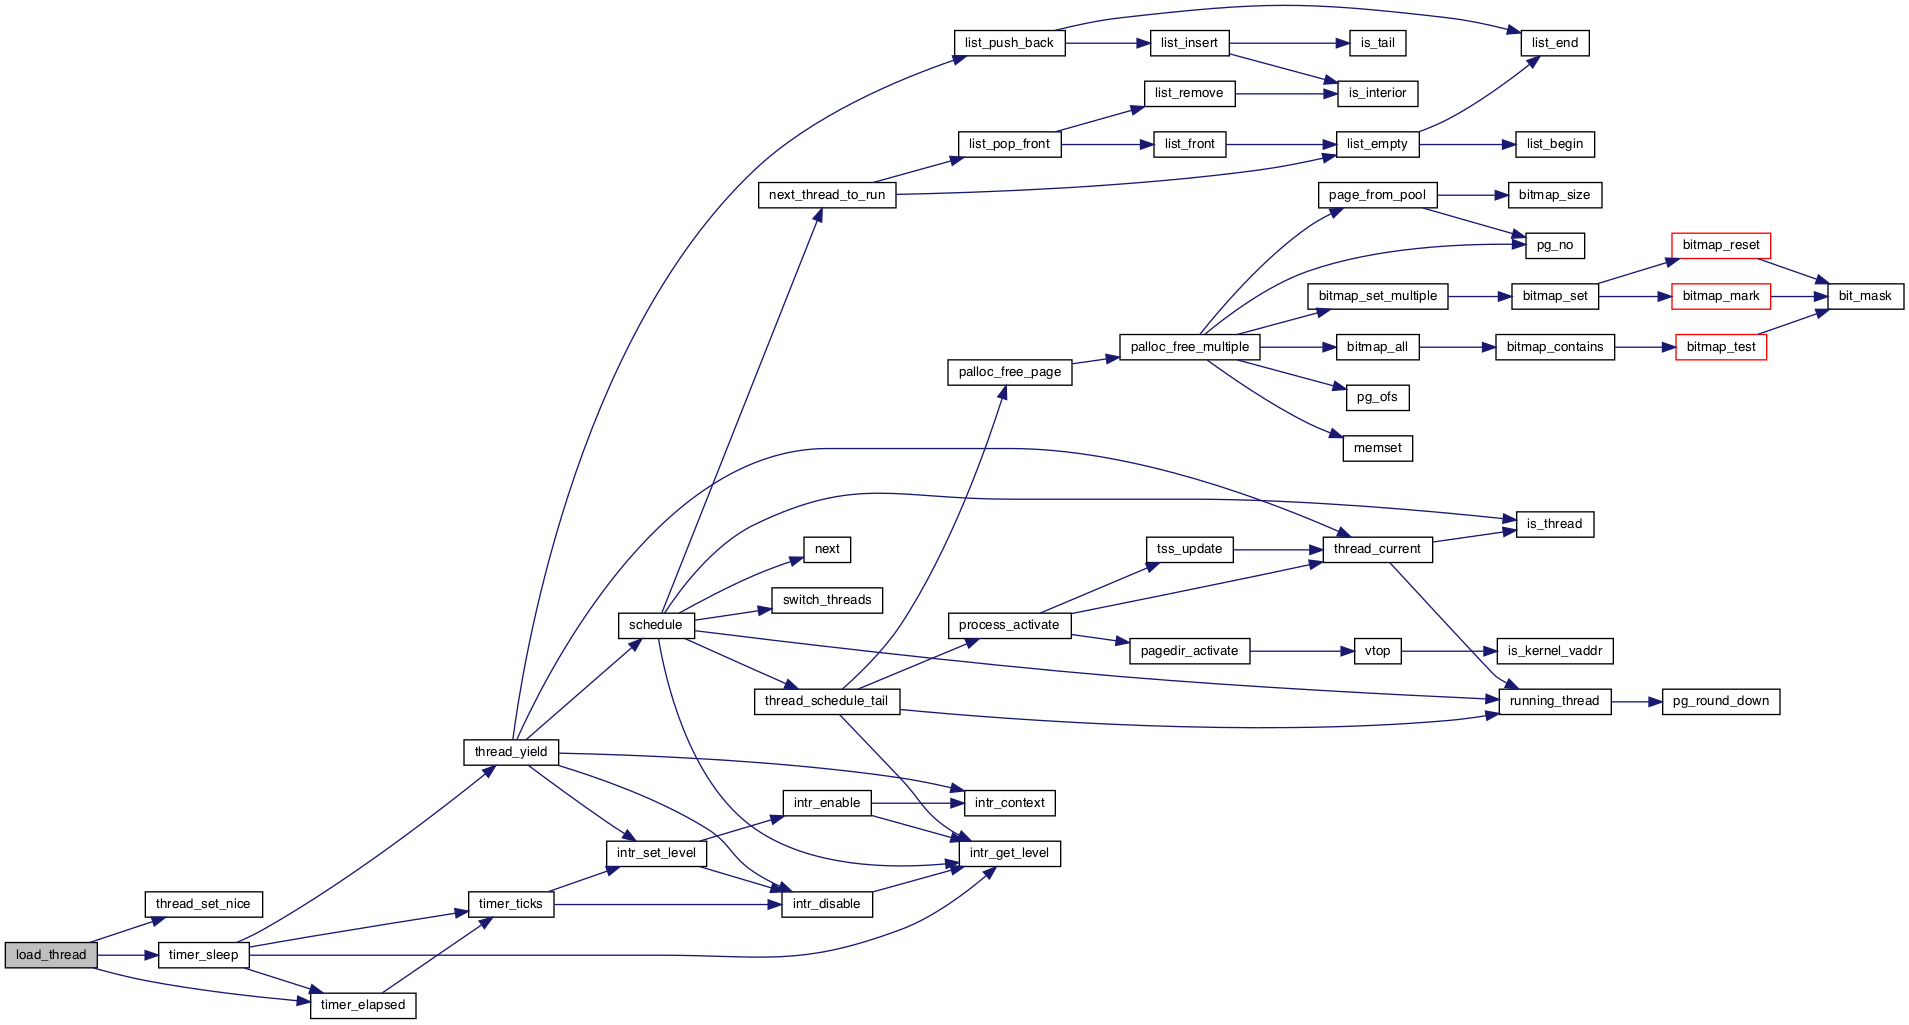 list_push_back
list_insert
is_tail
list_end
list_remove
is_interior
list_pop_front
list_front
list_empty
list_begin
next_thread_to_run
page_from_pool
bitmap_size
pg_no
bitmap_reset
bitmap_set_multiple
bitmap_set
bitmap_mark
bit_mask
palloc_free_multiple
bitmap_all
bitmap_contains
bitmap_test
palloc_free_page
pg_ofs
memset
is_thread
next
tss_update
thread_current
switch_threads
schedule
process_activate
pagedir_activate
vtop
is_kernel_vaddr
thread_schedule_tail
running_thread
pg_round_down
thread_yield
intr_enable
intr_context
intr_set_level
intr_get_level
thread_set_nice
timer_ticks
intr_disable
load_thread
timer_sleep
timer_elapsed